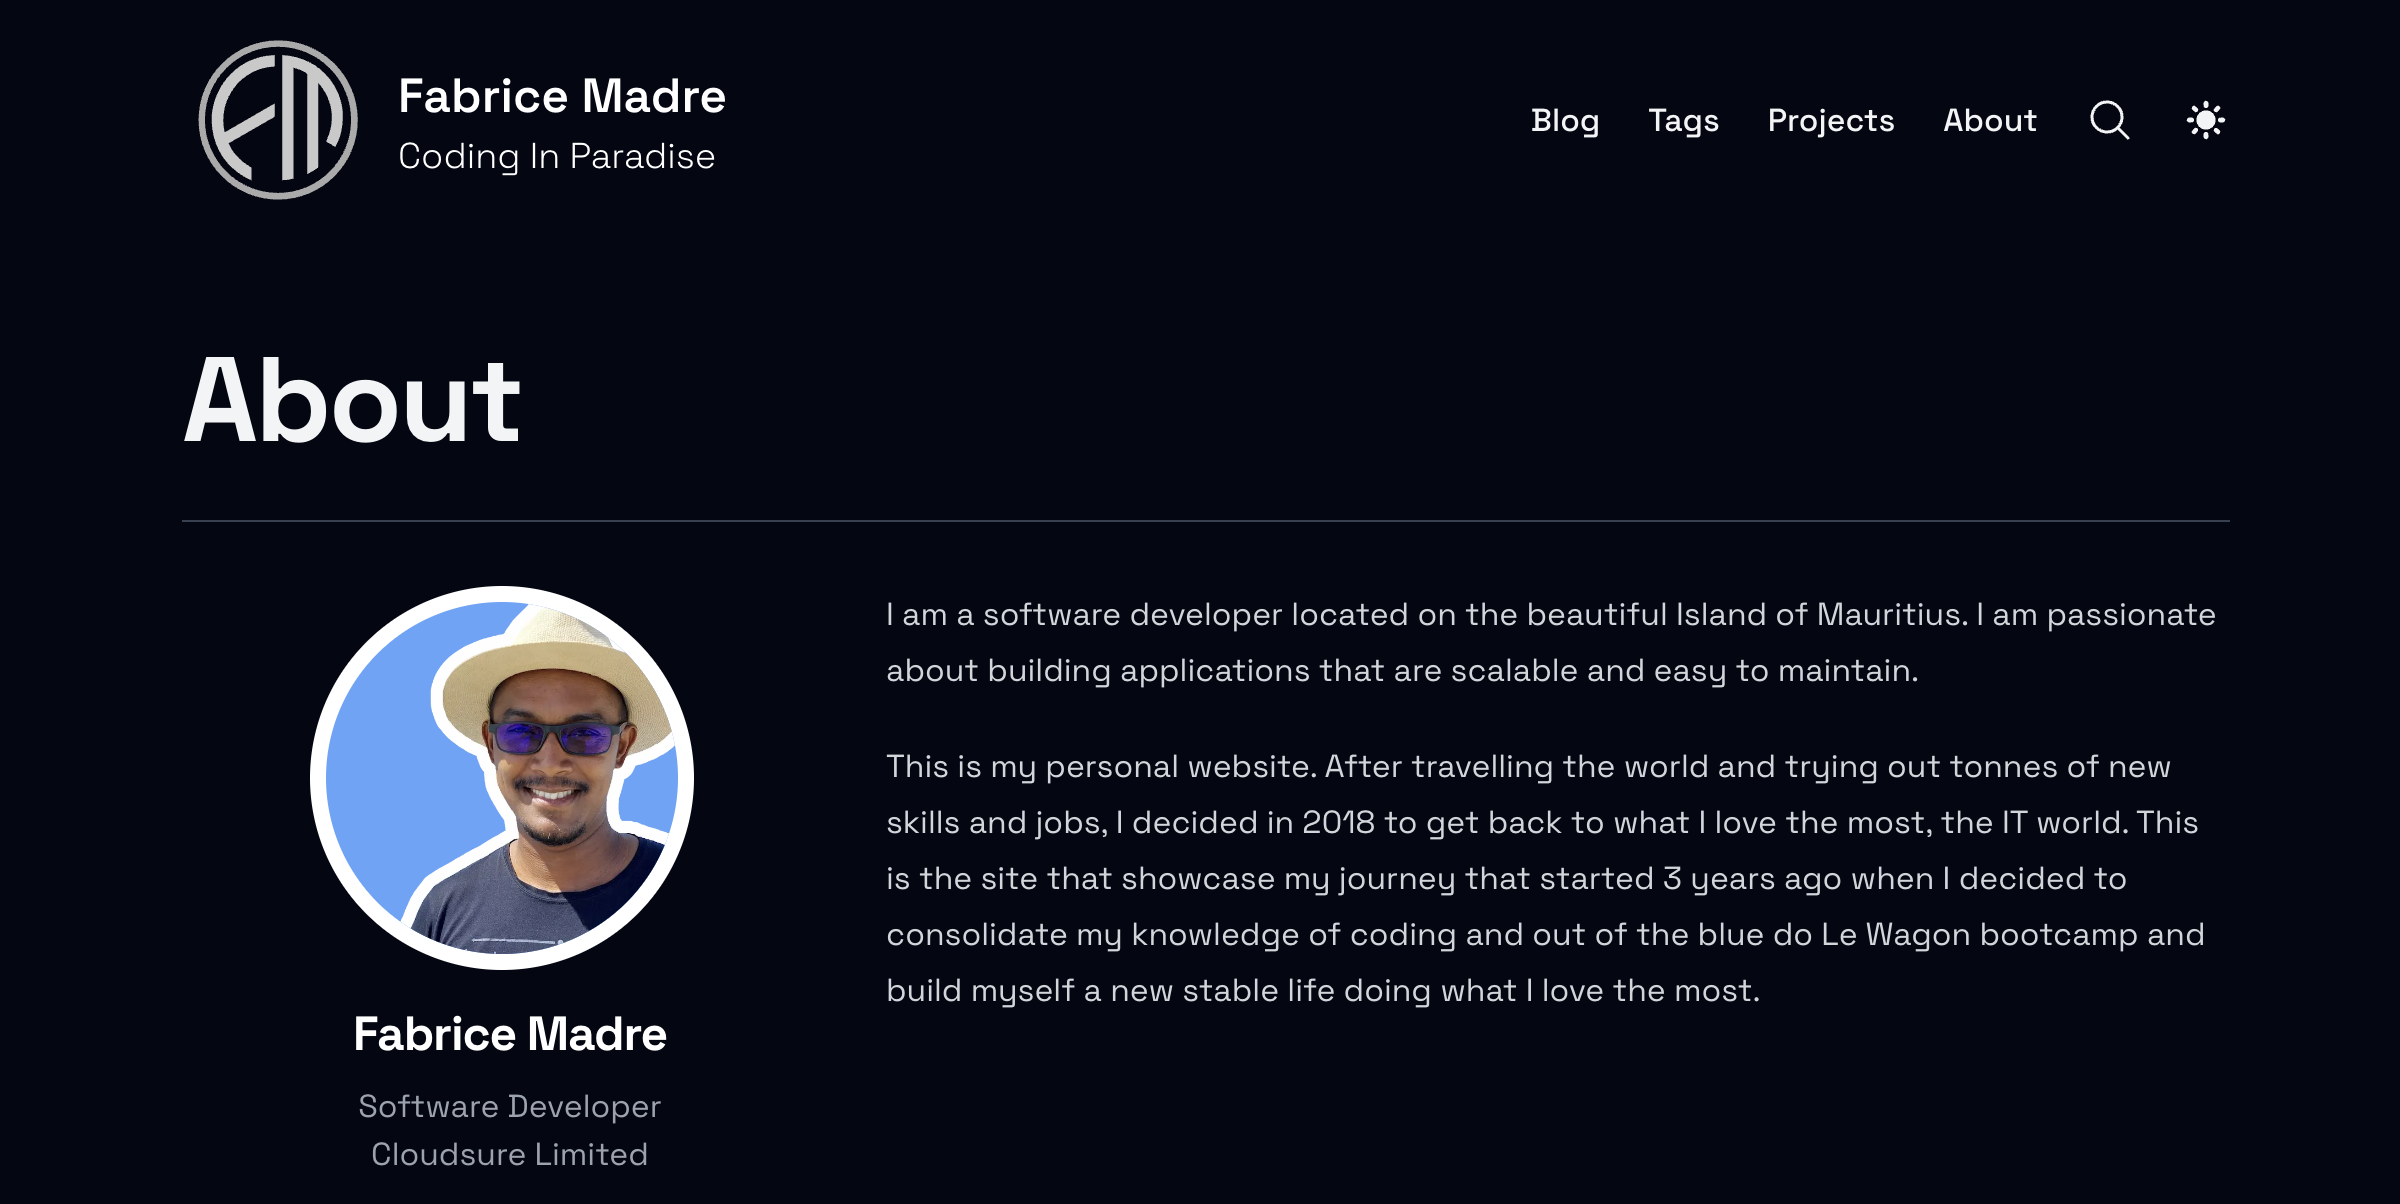 FM
Fabrice Madre
Coding In Paradise
Blog
Tags
Projects
About
About
I am a software developer located on the beautiful Island of Mauritius. I am passionate
about building applications that are scalable and easy to maintain.
This is my personal website. After travelling the world and trying out tonnes of new
skills and jobs, I decided in 2018 to get back to what I love the most, the IT world. This
is the site that showcase my journey that started 3 years ago when I decided to
consolidate my knowledge of coding and out of the blue do Le Wagon bootcamp and
build myself a new stable life doing what I love the most.
Fabrice Madre
Software Developer
Cloudsure Limited